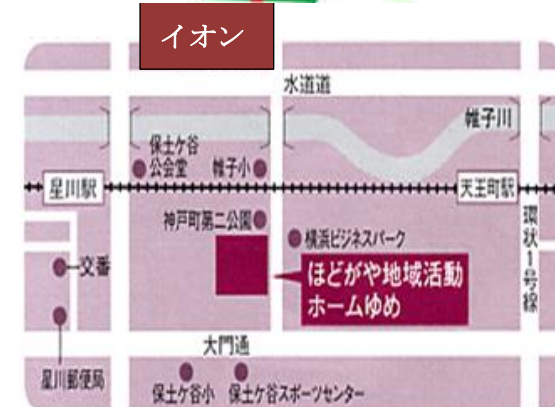 イオン
水道道
帷子川
保土ケ谷
公会堂
帷子小
星川駅
天王町駅
神戸町第二公園
横浜ビジネスパーク
環状1号線
交番
ほどがや地域活動
ホームゆめ
大門通
星川郵便局
保土ケ谷小
保土ケ谷スポーツセンター